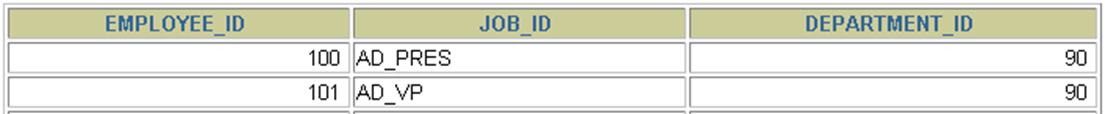 EMPLOYEE_ID JOB_ID DEPARTMENT_ID
100 AD_PRES 90
101 AD_VP 90